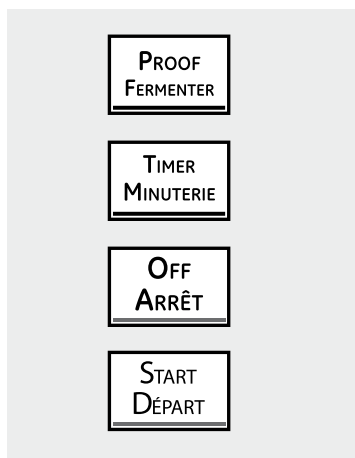 PROOF
FERMENTER
TIMER
MINUTERIE
OFF
ARRÊT
START
DÉPART